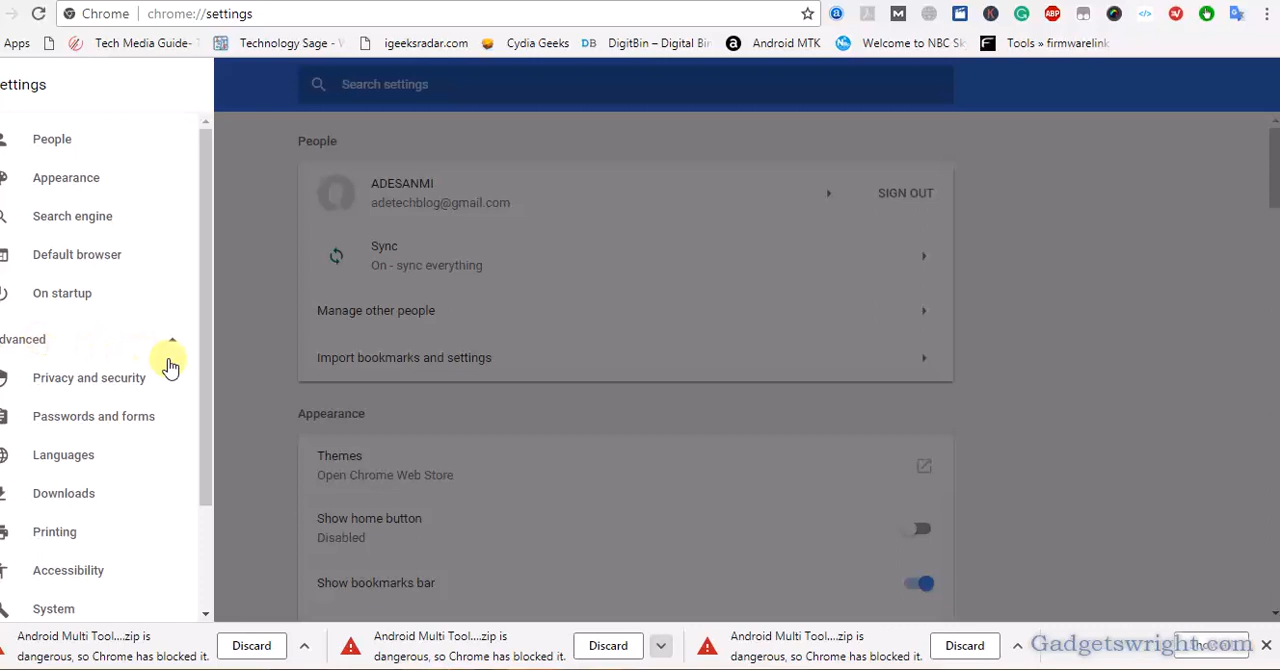 Chrome | chrome://settings
Apps Tech Media Guide- Technology Sage - igeeksradar.com Cydia Geeks DB DigitBin – Digital Bin Android MTK Welcome to NBC Sk Tools » firmwarelink
ettings
Search settings
People
Appearance
Search engine
Default browser
On startup
dvanced
Privacy and security
Passwords and forms
Languages
Downloads
Printing
Accessibility
System
People
ADESANMI
adetechblog@gmail.com
SIGN OUT
Sync
On - sync everything
Manage other people
Import bookmarks and settings
Appearance
Themes
Open Chrome Web Store
Show home button
Disabled
Show bookmarks bar
Android Multi Tool....zip is
dangerous, so Chrome has blocked it.
Discard
Android Multi Tool....zip is
dangerous, so Chrome has blocked it.
Discard
Android Multi Tool....zip is
dangerous, so Chrome has blocked it.
Discard
Gadgetswright.com